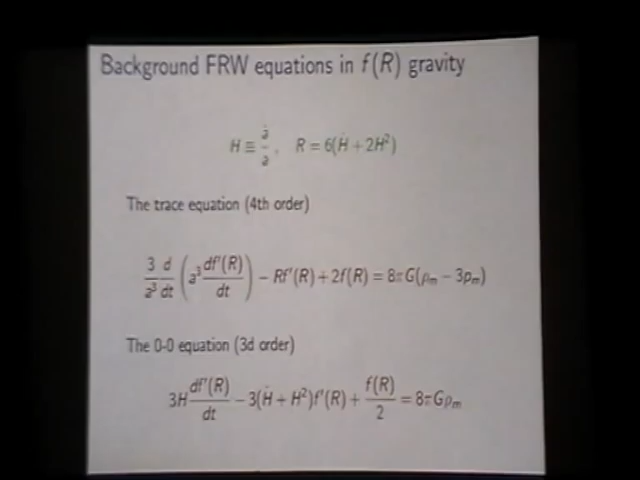 Background FRW equations in f(R) gravity
H ≡ ȧ/a , R = 6(Ḣ + 2H²)
The trace equation (4th order)
3/a³ d/dt (a³ df′(R)/dt) − Rf′(R) + 2f(R) = 8πG(ρₘ − 3pₘ)
The 0-0 equation (3d order)
3H df′(R)/dt − 3(Ḣ + H²)f′(R) + f(R)/2 = 8πGρₘ